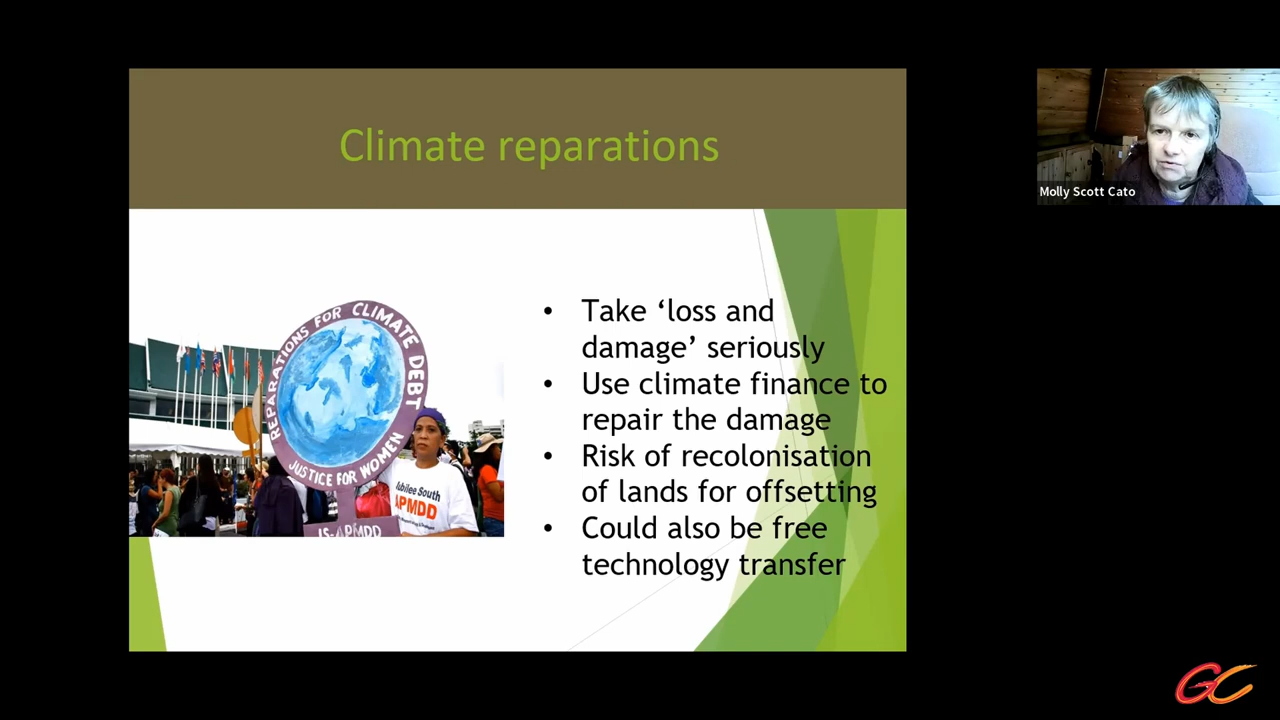 Climate reparations
REPARATIONS FOR CLIMATE DEBT
JUSTICE FOR WOMEN
JS-APMDD
Jubilee South
APMDD
• Take ‘loss and
damage’ seriously
• Use climate finance to
repair the damage
• Risk of recolonisation
of lands for offsetting
• Could also be free
technology transfer
Molly Scott Cato
GC